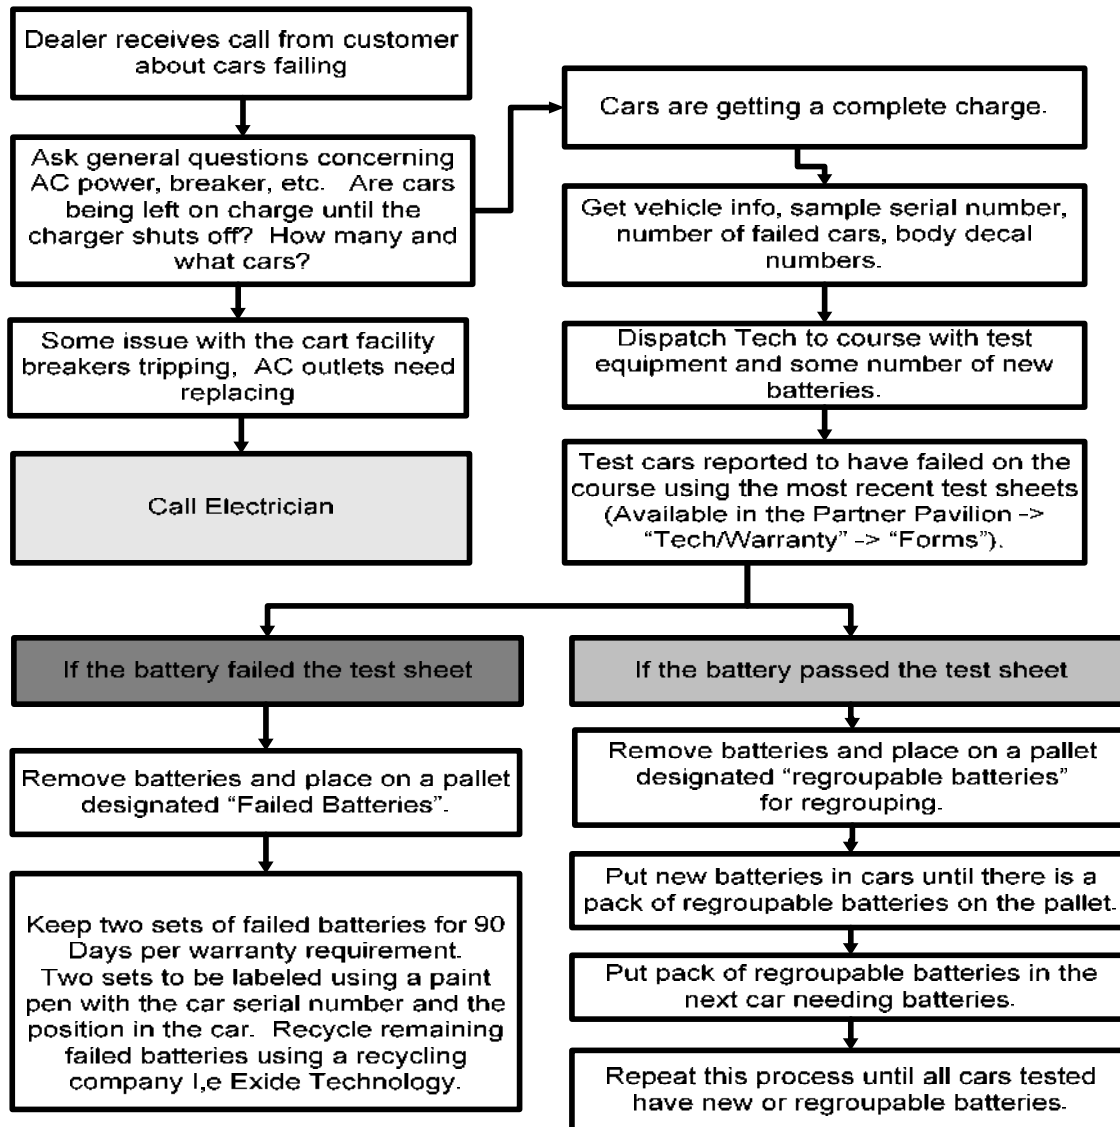 Dealer receives call from customer
about cars failing
Ask general questions concerning
AC power, breaker, etc. Are cars
being left on charge until the
charger shuts off? How many and
what cars?
Some issue with the cart facility
breakers tripping, AC outlets need
replacing
Call Electrician
Cars are getting a complete charge.
Get vehicle info, sample serial number,
number of failed cars, body decal
numbers.
Dispatch Tech to course with test
equipment and some number of new
batteries.
Test cars reported to have failed on the
course using the most recent test sheets
(Available in the Partner Pavilion ->
“Tech/Warranty” -> “Forms”).
If the battery failed the test sheet
Remove batteries and place on a pallet
designated “Failed Batteries”.
Keep two sets of failed batteries for 90
Days per warranty requirement.
Two sets to be labeled using a paint
pen with the car serial number and the
position in the car. Recycle remaining
failed batteries using a recycling
company I,e Exide Technology.
If the battery passed the test sheet
Remove batteries and place on a pallet
designated “regroupable batteries”
for regrouping.
Put new batteries in cars until there is a
pack of regroupable batteries on the pallet.
Put pack of regroupable batteries in the
next car needing batteries.
Repeat this process until all cars tested
have new or regroupable batteries.